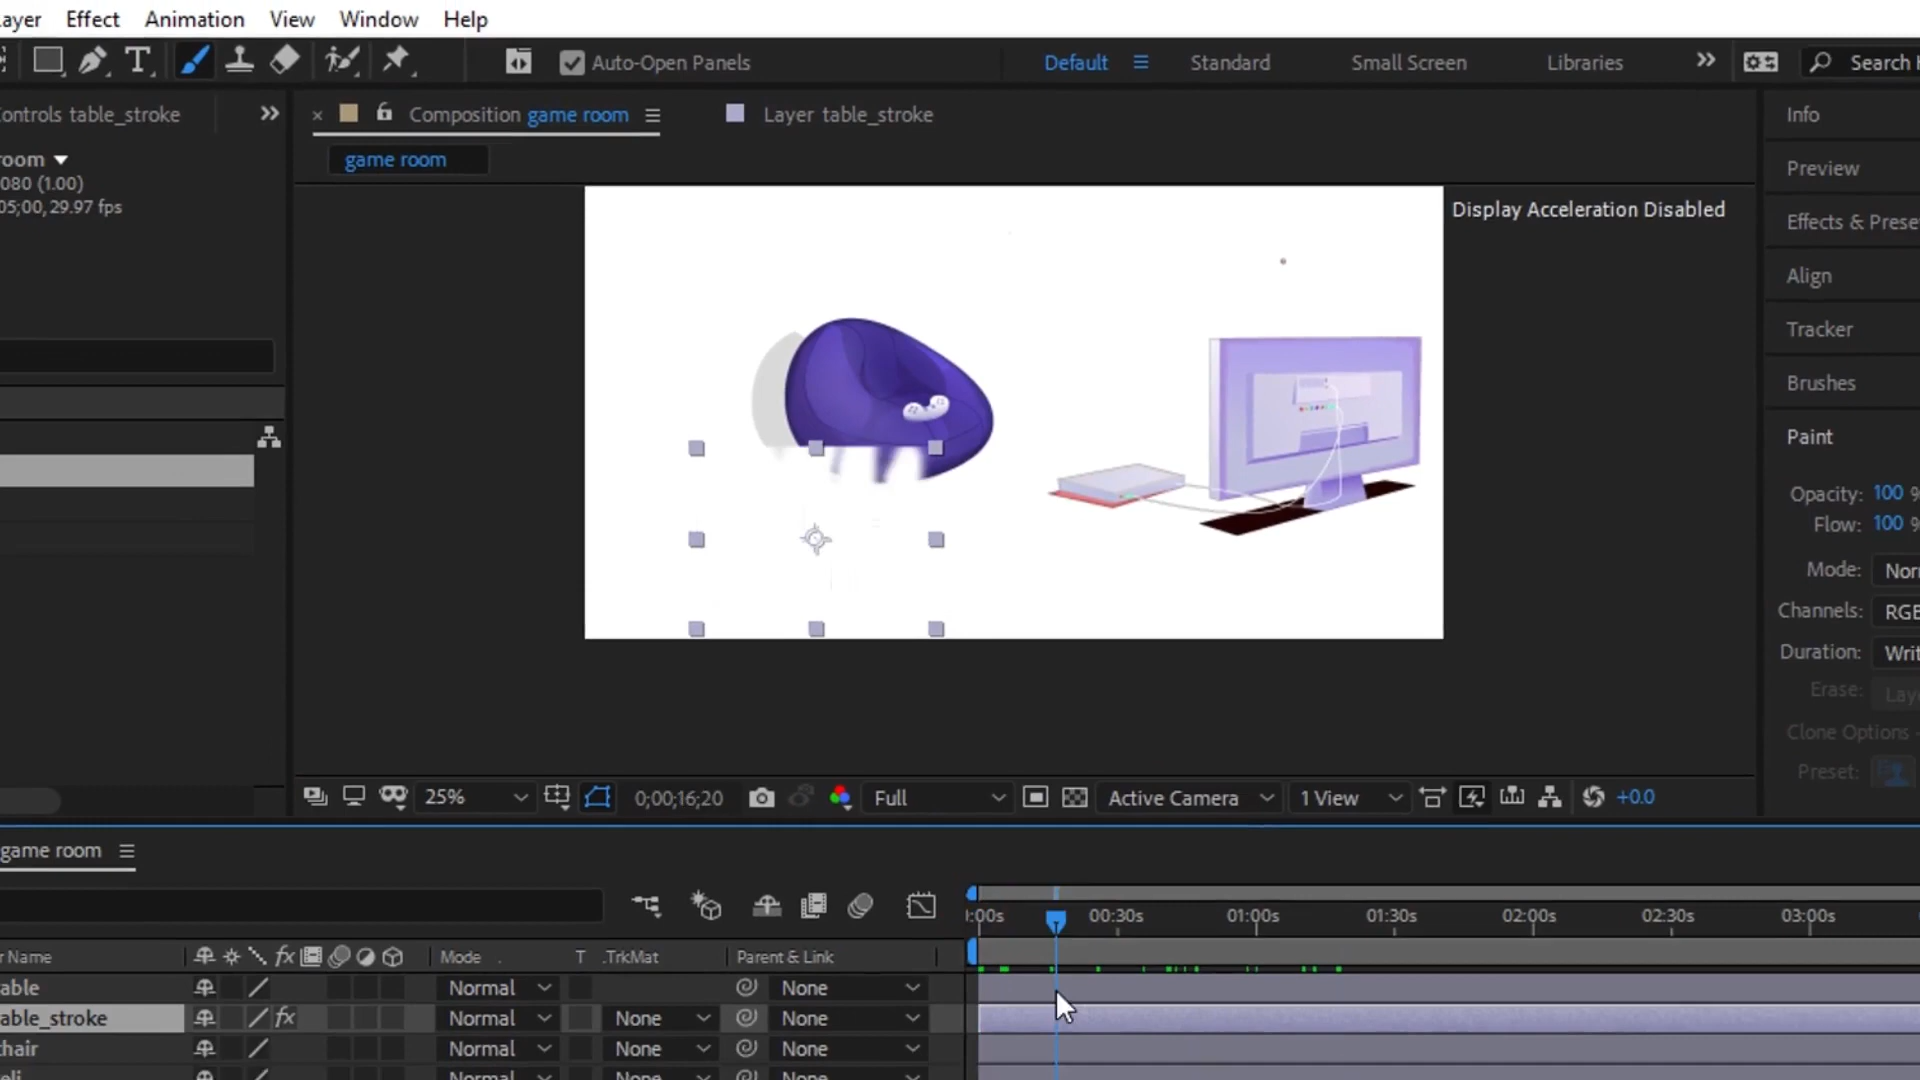 ayer Effect Animation View Window Help
T Auto-Open Panels Default Standard Small Screen Libraries Search H
ontrols table_stroke Composition game room Layer table_stroke Info
room game room
080 (1.00)
05;00, 29.97 fps
Display Acceleration Disabled
Preview
Effects & Prese
Align
Tracker
Brushes
Paint
Opacity: 100 %
Flow: 100 %
Mode: Nor
Channels: RGB
Duration: Writ
Erase: Laye
Clone Options
Preset:
25% 0;00;16;20 Full Active Camera 1 View +0.0
game room
:00s 00:30s 01:00s 01:30s 02:00s 02:30s 03:00s
r Name fx Mode T .TrkMat Parent & Link
able Normal None
able_stroke fx Normal None None
hair Normal None None